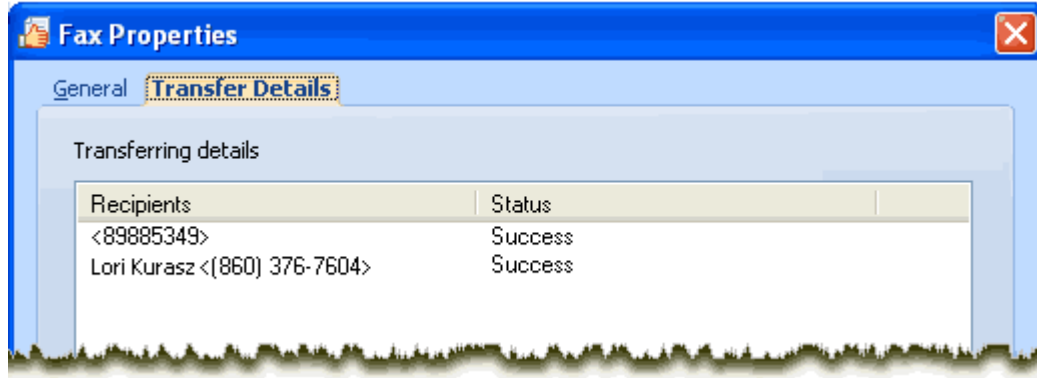 Fax Properties
General Transfer Details
Transferring details
Recipients Status
<89885349> Success
Lori Kurasz <(860) 376-7604> Success